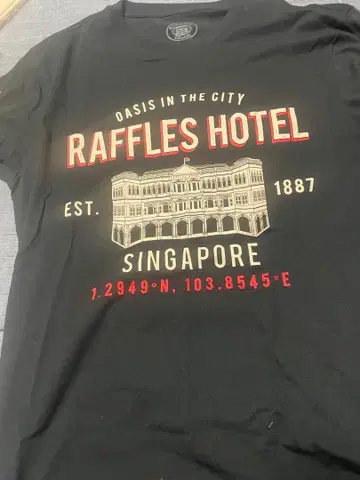 OASIS IN THE CITY
RAFFLES HOTEL
EST. 1887
SINGAPORE
1.2949°N, 103.8545°E